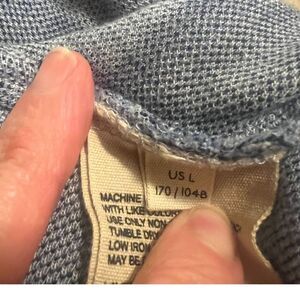 US L
170 / 104B
MACHINE
WITH LIKE COLORS
USE ONLY NON
TUMBLE DRY
LOW IRON
MAY BE